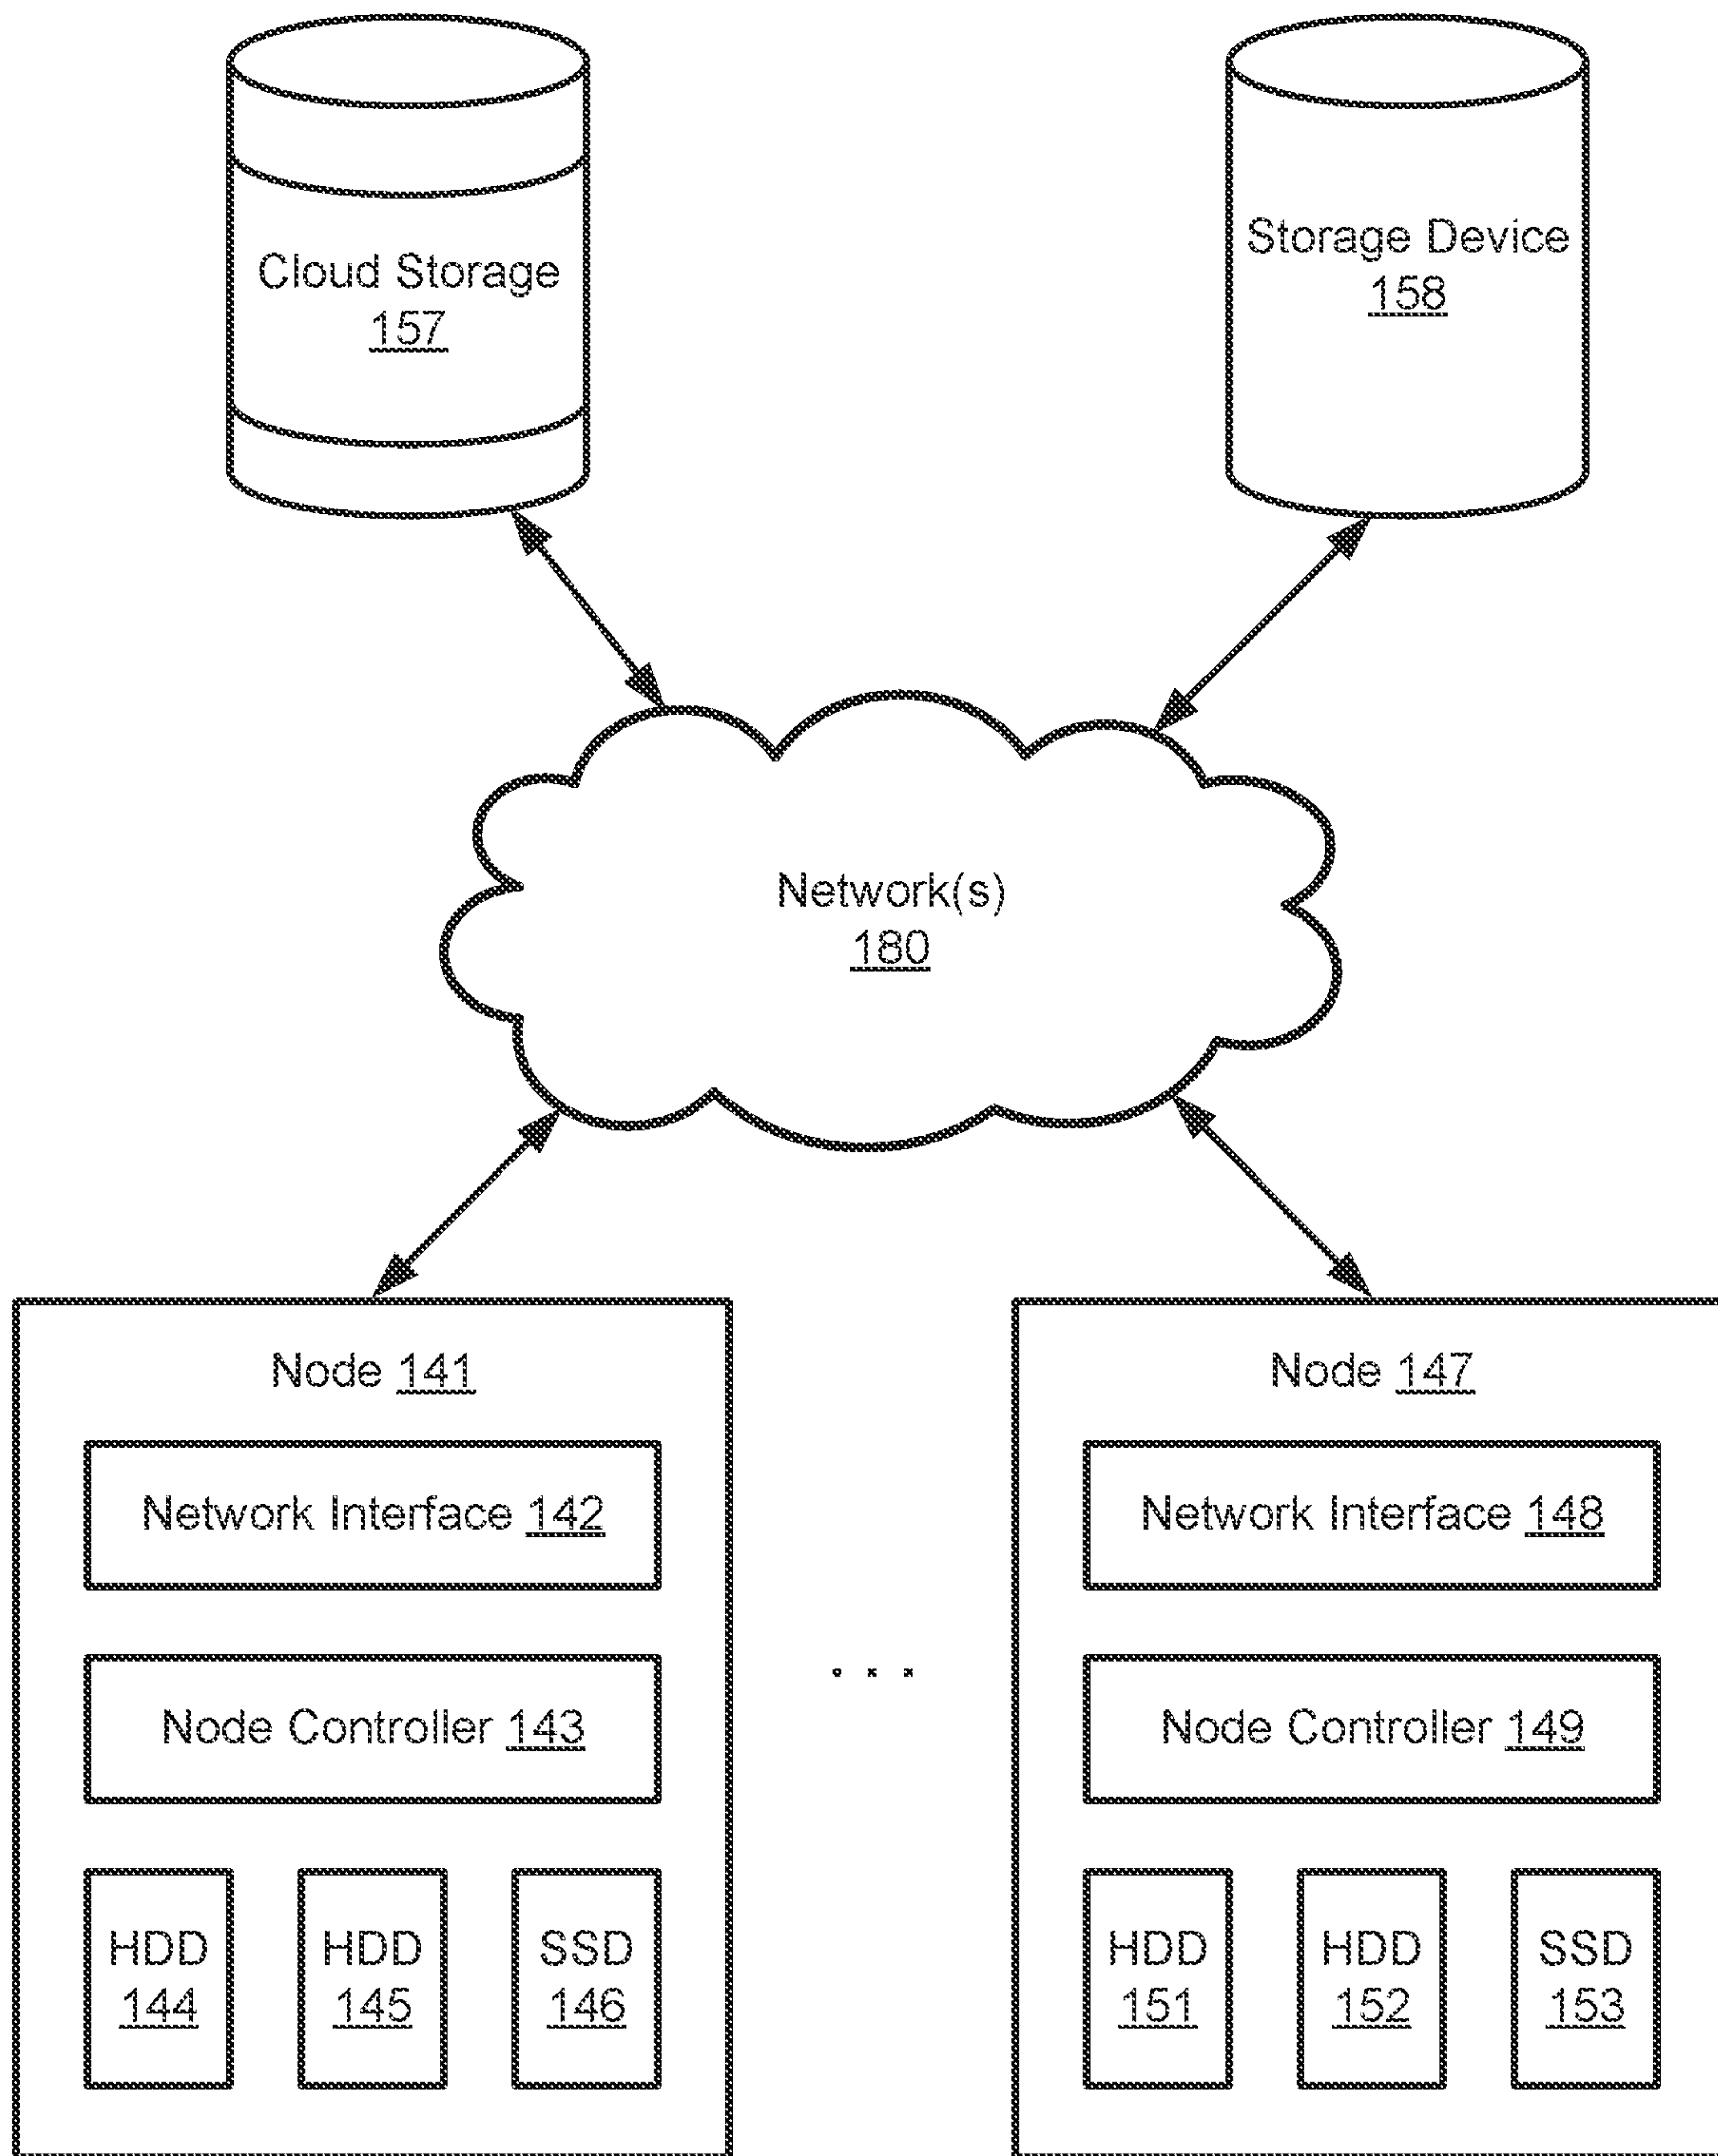 Cloud Storage
157
Storage Device
158
Network(s)
180
Node 141
Network Interface 142
Node Controller 143
HDD
144
HDD
145
SSD
146
. . .
Node 147
Network Interface 148
Node Controller 149
HDD
151
HDD
152
SSD
153